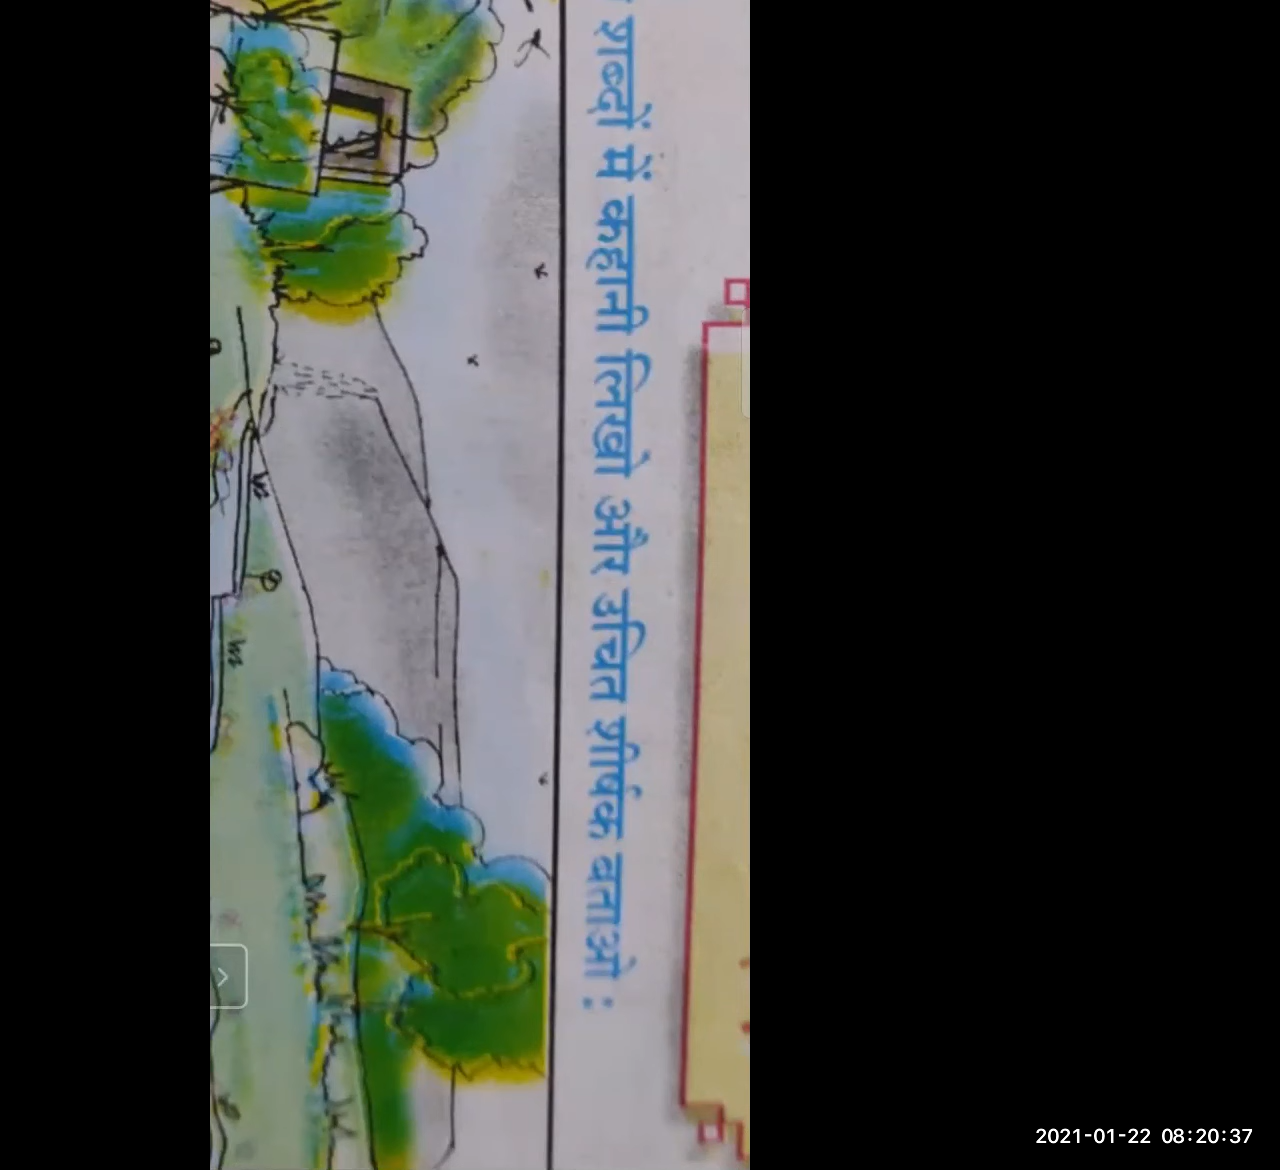 शब्दों में कहानी लिखो और उचित शीर्षक बताओ :
2021-01-22 08:20:37